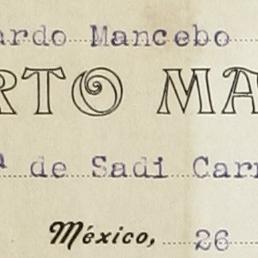 ardo Mancebo
RTO MA
ª de Sadi Carn
México, 26